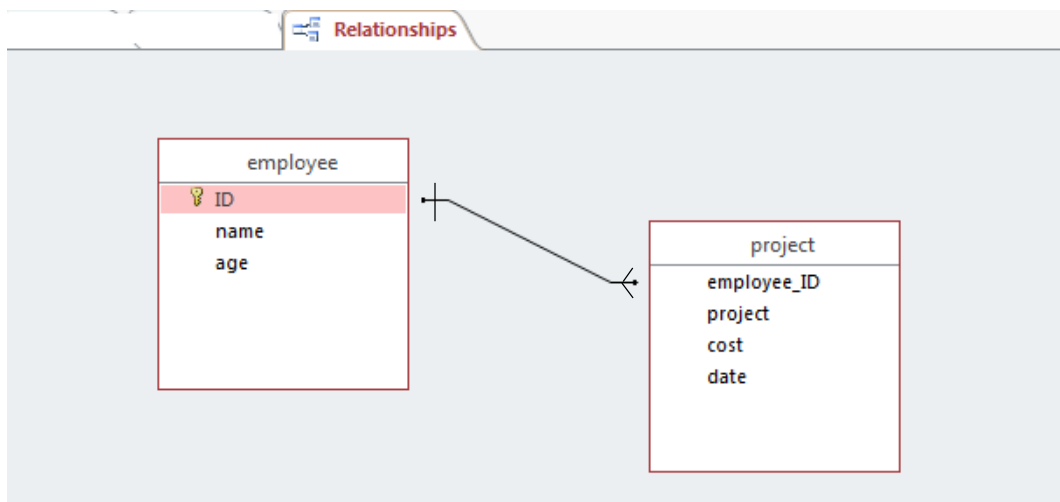 Relationships
employee
ID
name
age
project
employee_ID
project
cost
date